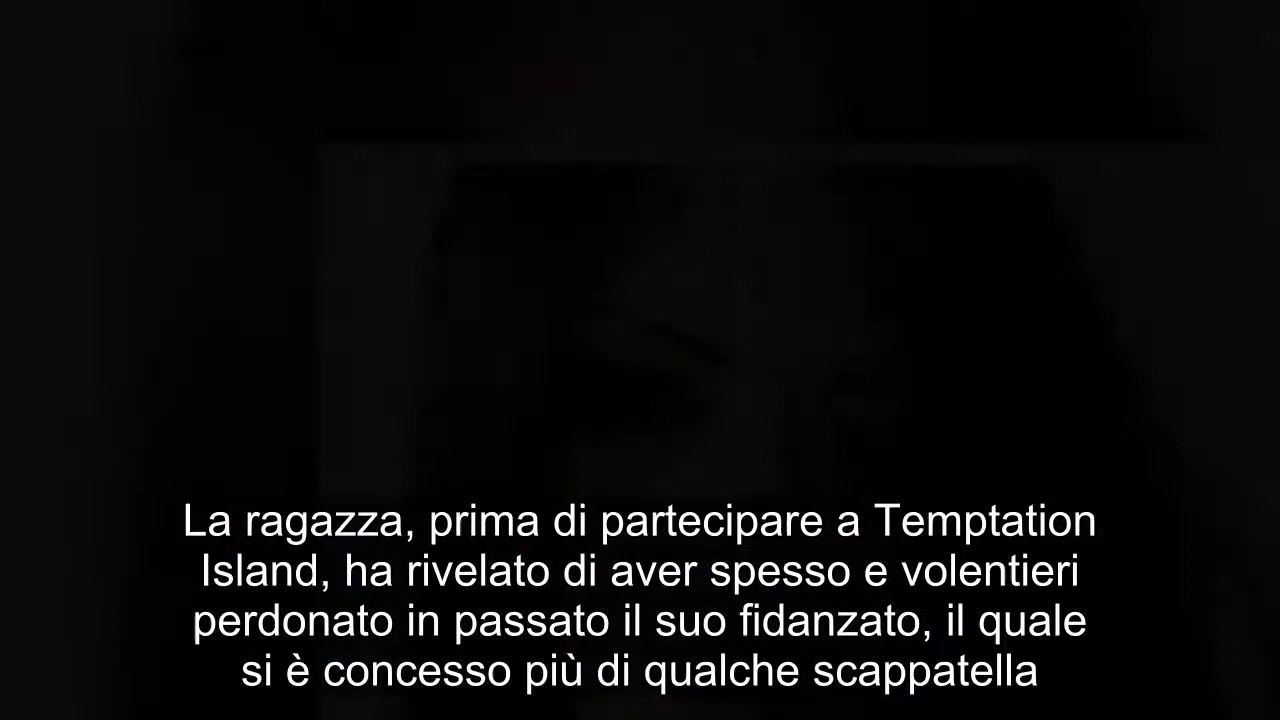 La ragazza, prima di partecipare a Temptation
Island, ha rivelato di aver spesso e volentieri
perdonato in passato il suo fidanzato, il quale
si è concesso più di qualche scappatella